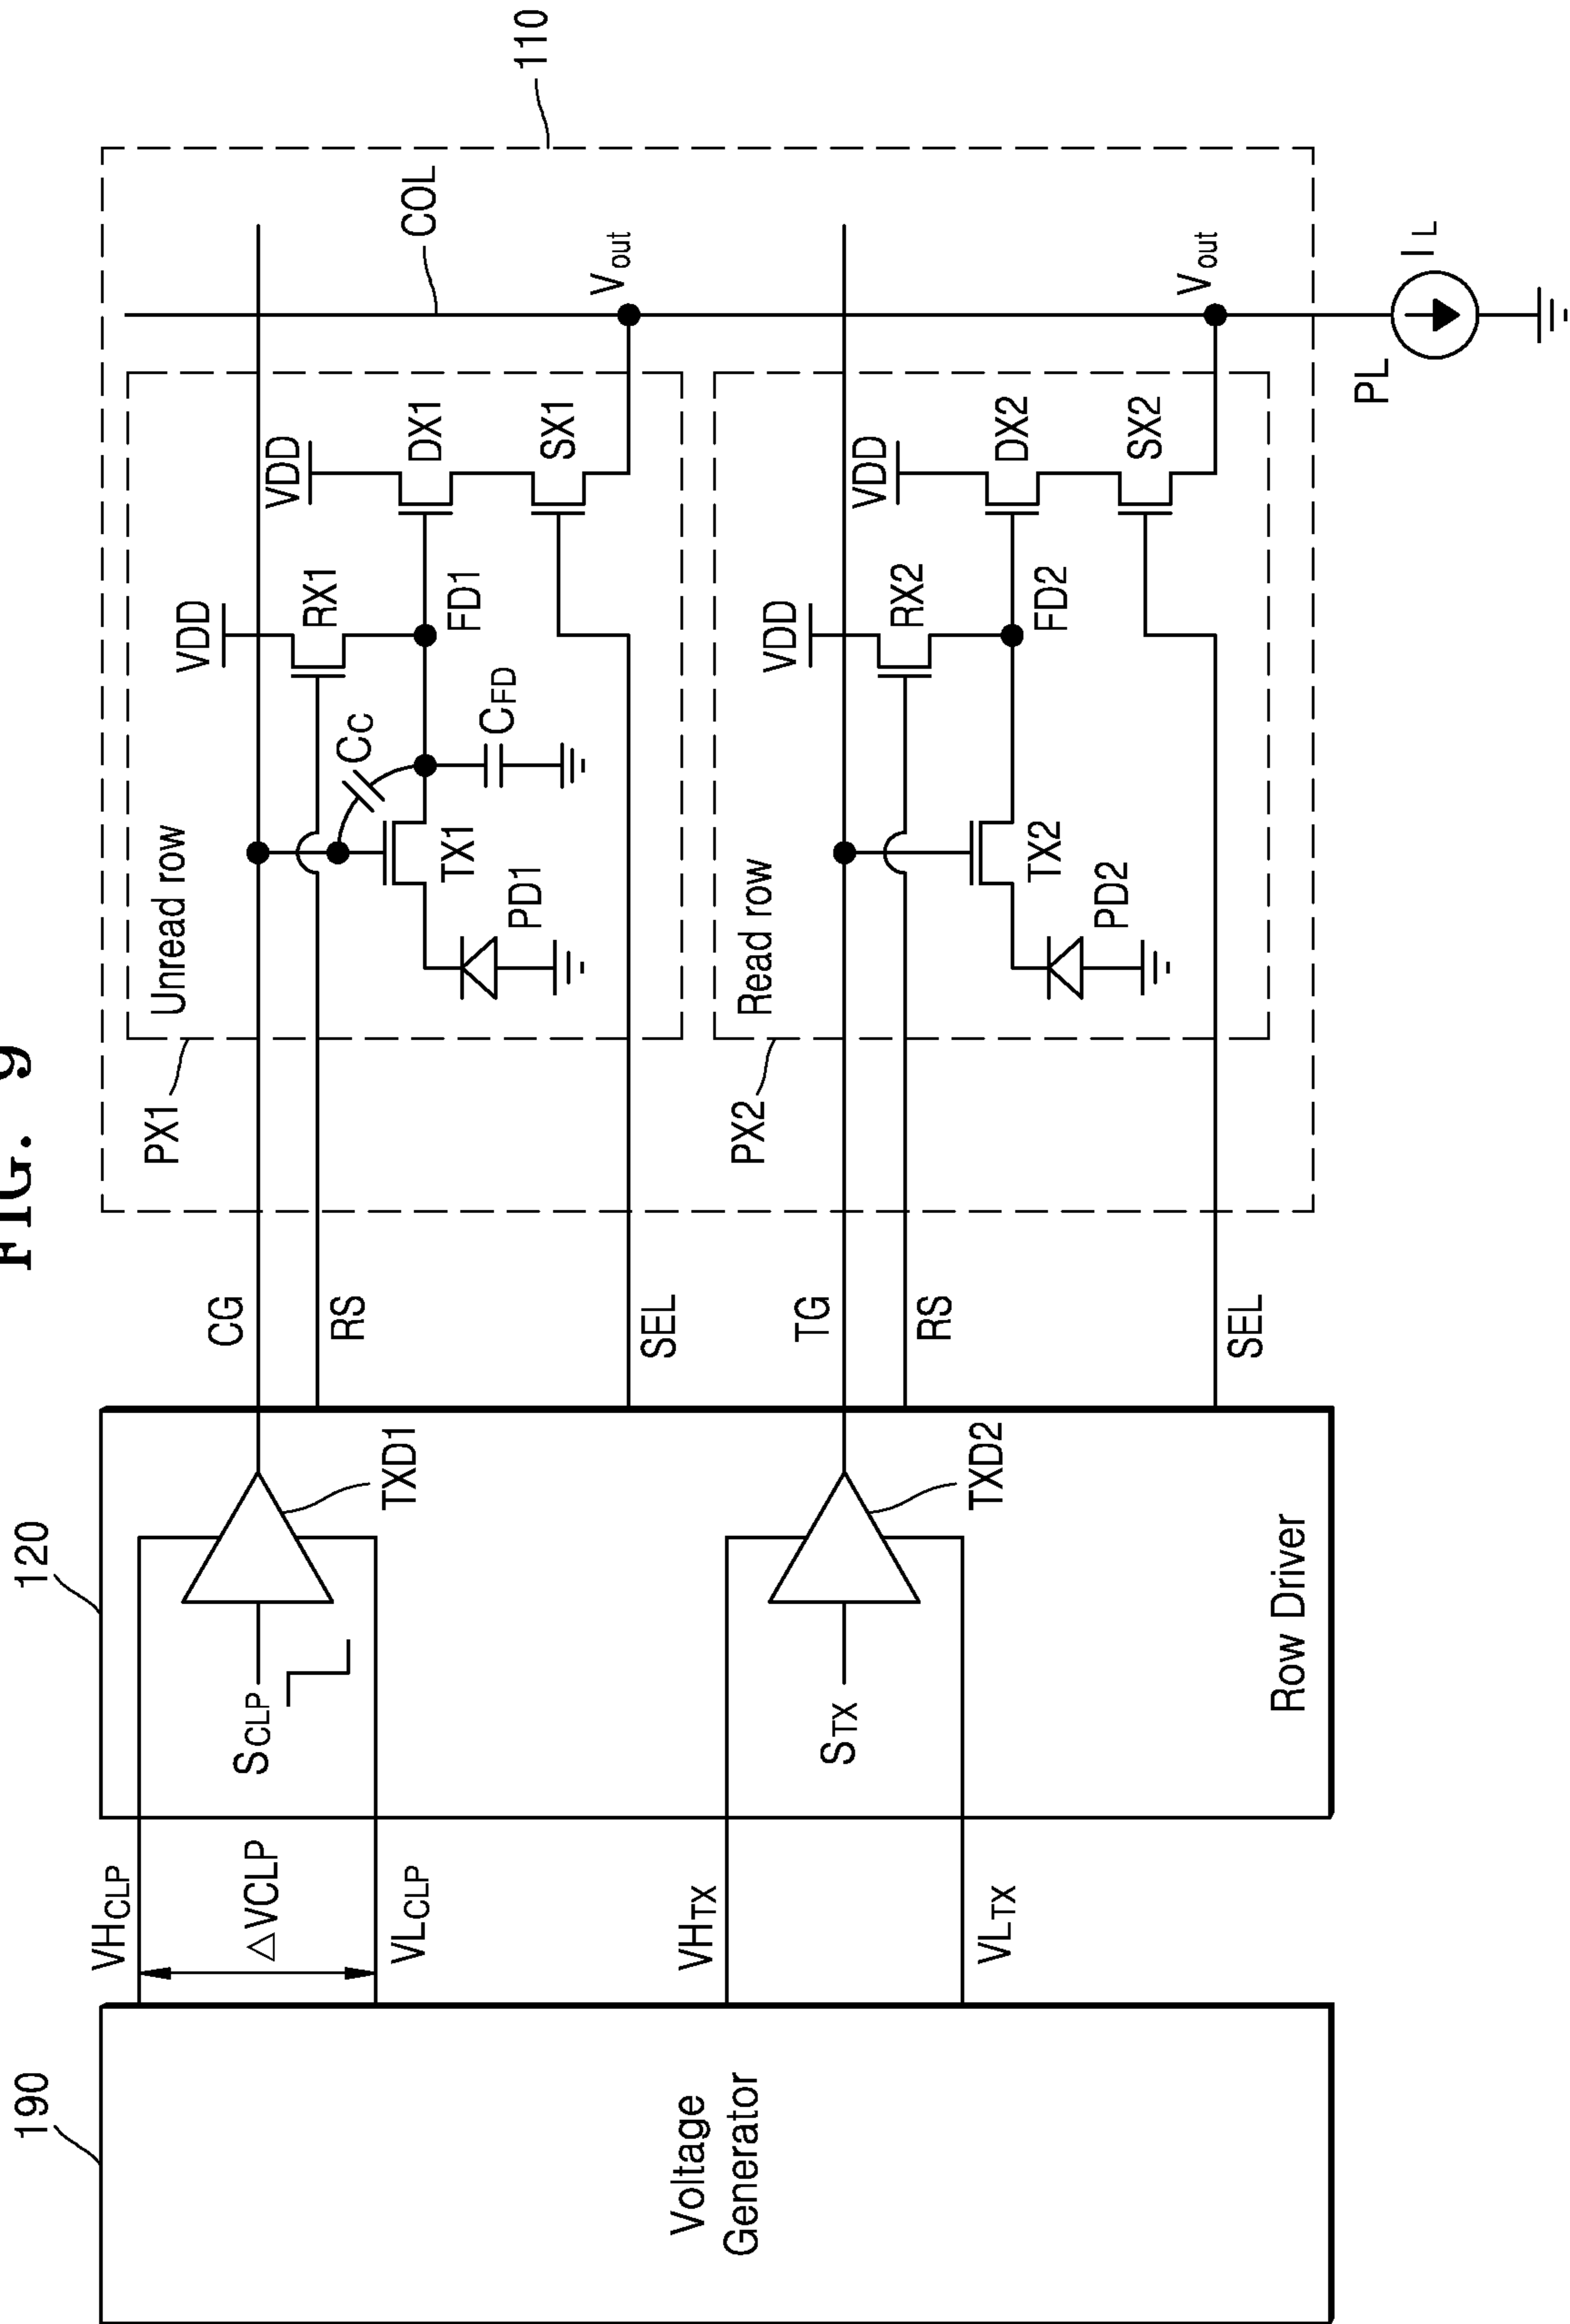 FIG. 9
190
Voltage
Generator
VHCLP
△VCLP
VLCLP
VHTX
VLTX
120
SCLP
TXD1
STX
TXD2
Row Driver
CG
RS
SEL
TG
RS
SEL
110
PX1
Unread row
VDD
VDD
RX1
CC
CFD
TX1
PD1
FD1
DX1
SX1
COL
Vout
PX2
Read row
VDD
VDD
RX2
TX2
PD2
FD2
DX2
SX2
Vout
PL
IL